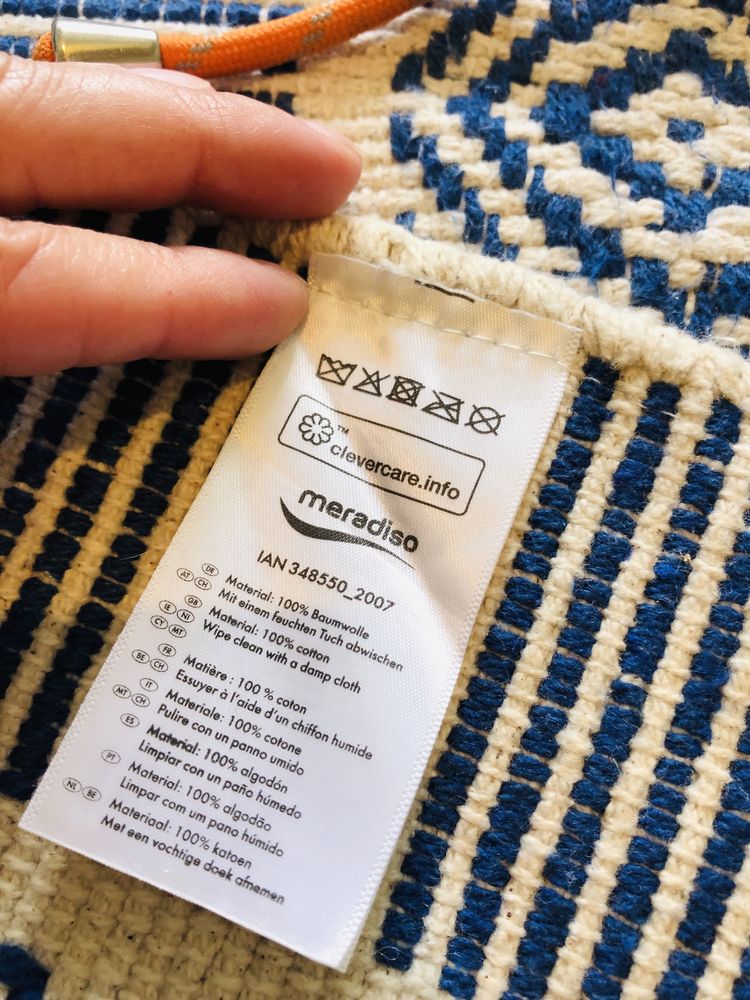 ™
clevercare.info
meradiso
IAN 348550_2007
DE
AT CH
Material: 100% Baumwolle
Mit einem feuchten Tuch abwischen
GB
IE NI
CY MT
Material: 100% cotton
Wipe clean with a damp cloth
FR
BE CH
Matière : 100 % coton
Essuyer à l'aide d'un chiffon humide
IT
MT CH
Materiale: 100% cotone
Pulire con un panno umido
ES
Material: 100% algodón
Limpiar con un paño húmedo
PT
Material: 100% algodão
Limpar com um pano húmido
NL BE
Materiaal: 100% katoen
Met een vochtige doek afnemen